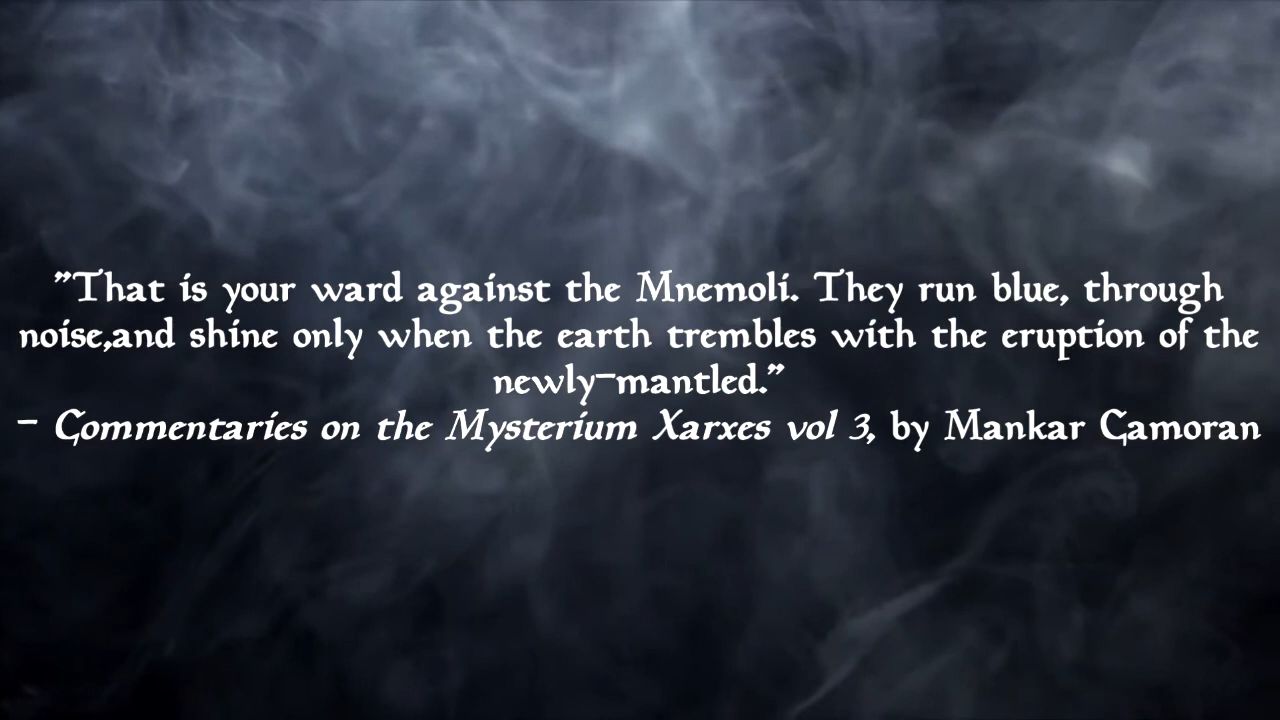 "That is your ward against the Mnemoli. They run blue, through
noise,and shine only when the earth trembles with the eruption of the
newly-mantled."
- Commentaries on the Mysterium Xarxes vol 3, by Mankar Camoran